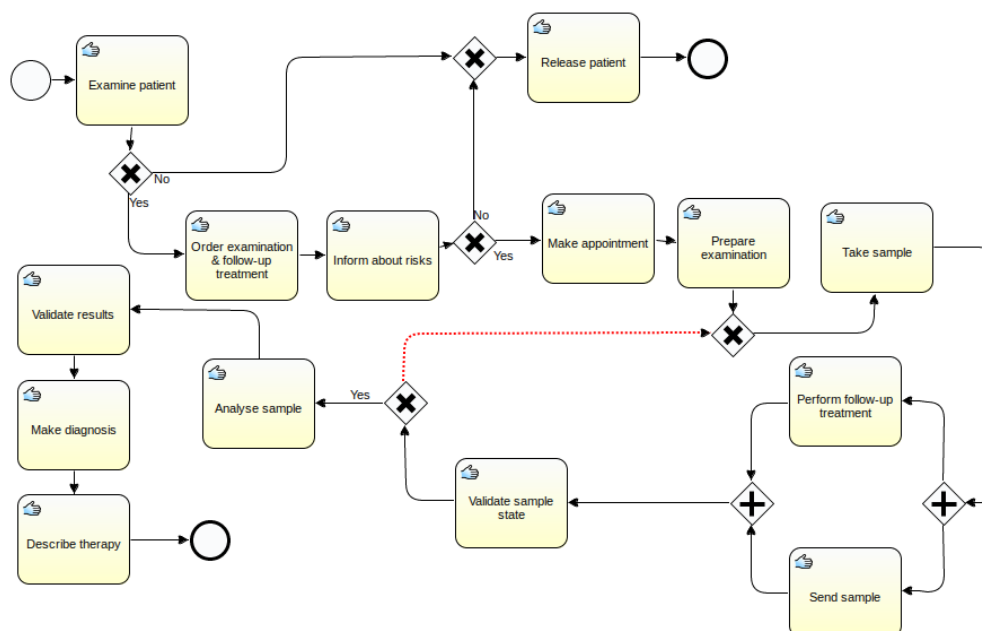 Examine patient
Release patient
No
Yes
Order examination
& follow-up
treatment
Inform about risks
No
Yes
Make appointment
Prepare
examination
Take sample
Validate results
Analyse sample
Yes
Perform follow-up
treatment
Make diagnosis
Validate sample
state
Describe therapy
Send sample